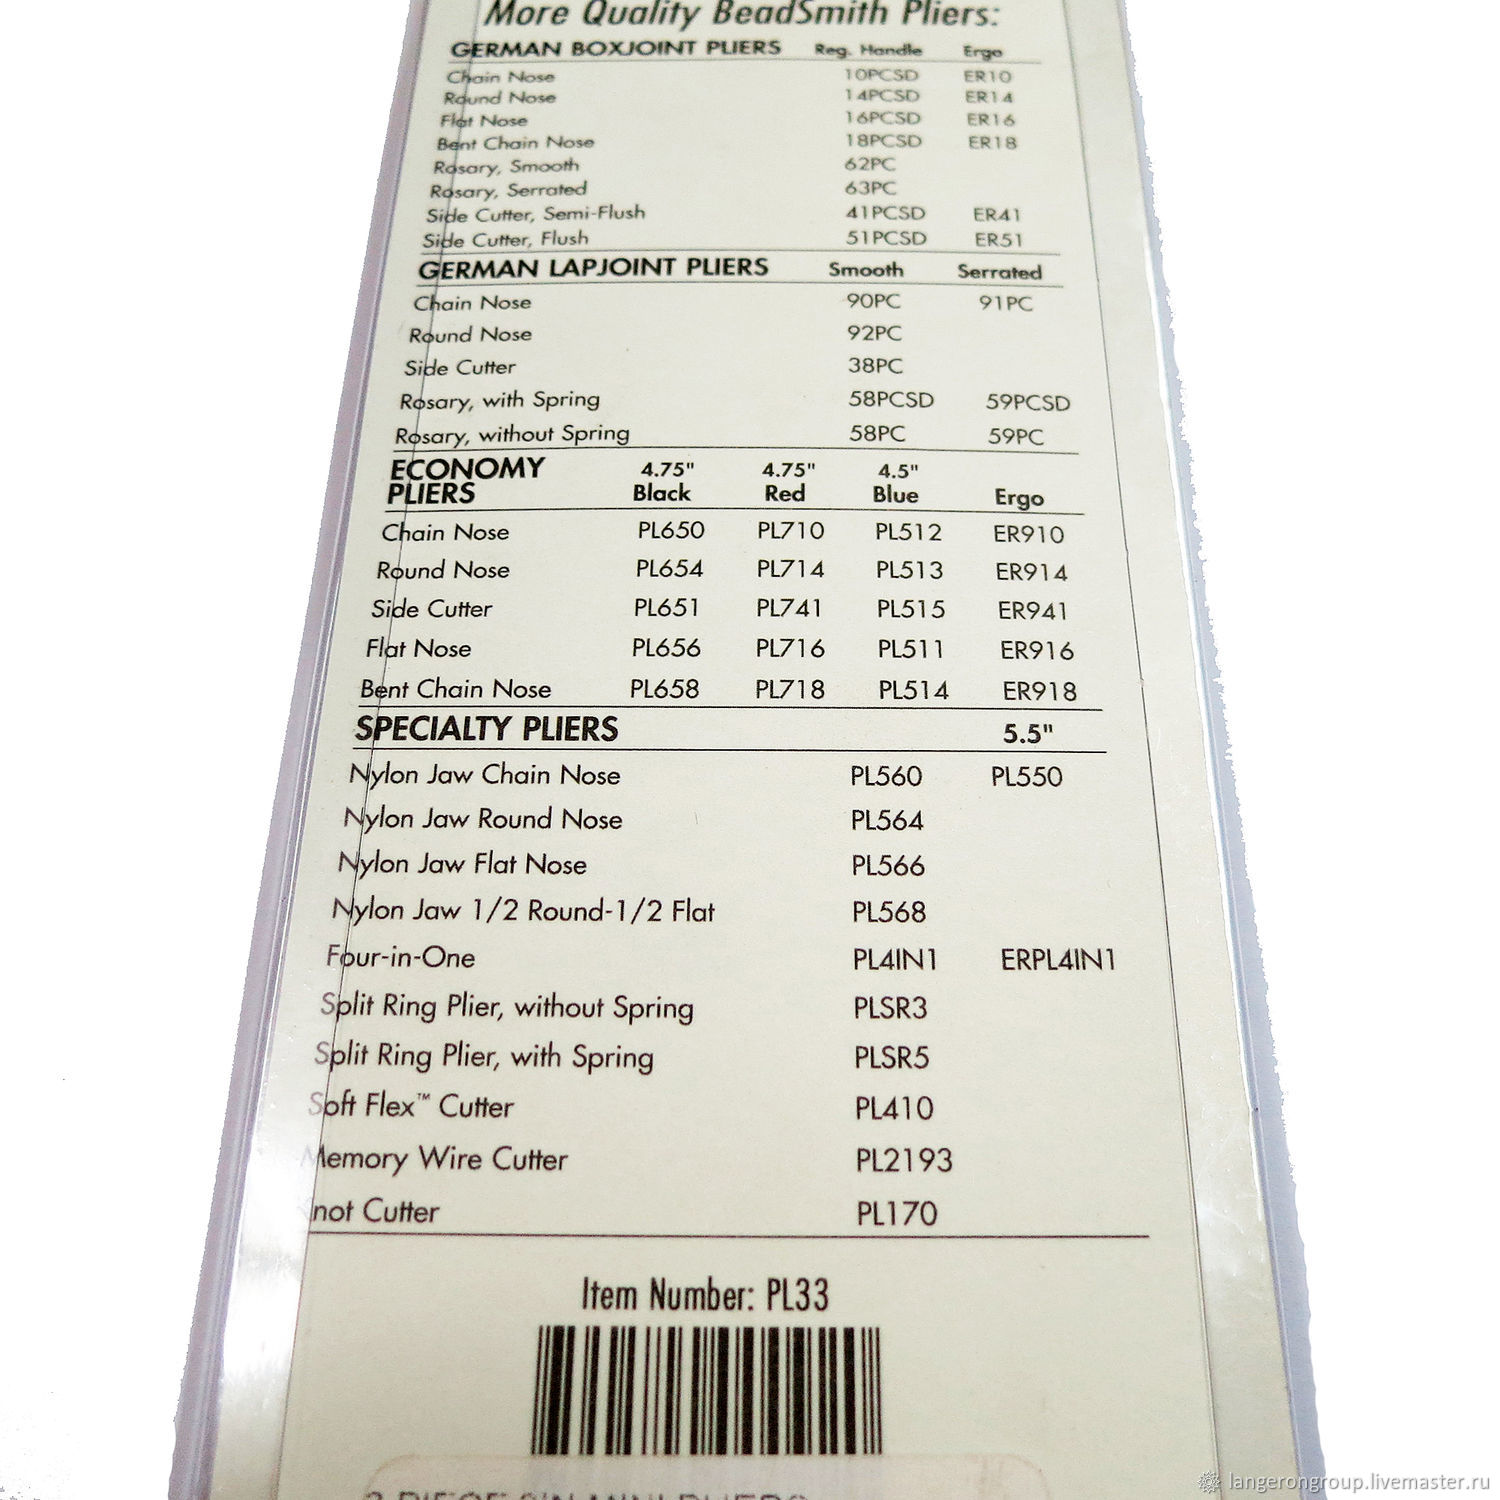 More Quality BeadSmith Pliers:
GERMAN BOXJOINT PLIERS Reg. Handle Ergo
Chain Nose 10PCSD ER10
Round Nose 14PCSD ER14
Flat Nose 16PCSD ER16
Bent Chain Nose 18PCSD ER18
Rosary, Smooth 62PC
Rosary, Serrated 63PC
Side Cutter, Semi-Flush 41PCSD ER41
Side Cutter, Flush 51PCSD ER51
GERMAN LAPJOINT PLIERS Smooth Serrated
Chain Nose 90PC 91PC
Round Nose 92PC
Side Cutter 38PC
Rosary, with Spring 58PCSD 59PCSD
Rosary, without Spring 58PC 59PC
ECONOMY 4.75" 4.75" 4.5"
PLIERS Black Red Blue Ergo
Chain Nose PL650 PL710 PL512 ER910
Round Nose PL654 PL714 PL513 ER914
Side Cutter PL651 PL741 PL515 ER941
Flat Nose PL656 PL716 PL511 ER916
Bent Chain Nose PL658 PL718 PL514 ER918
SPECIALTY PLIERS 5.5"
Nylon Jaw Chain Nose PL560 PL550
Nylon Jaw Round Nose PL564
Nylon Jaw Flat Nose PL566
Nylon Jaw 1/2 Round-1/2 Flat PL568
Four-in-One PL4IN1 ERPL4IN1
Split Ring Plier, without Spring PLSR3
Split Ring Plier, with Spring PLSR5
Soft Flex™ Cutter PL410
Memory Wire Cutter PL2193
Knot Cutter PL170
Item Number: PL33
langerongroup.livemaster.ru